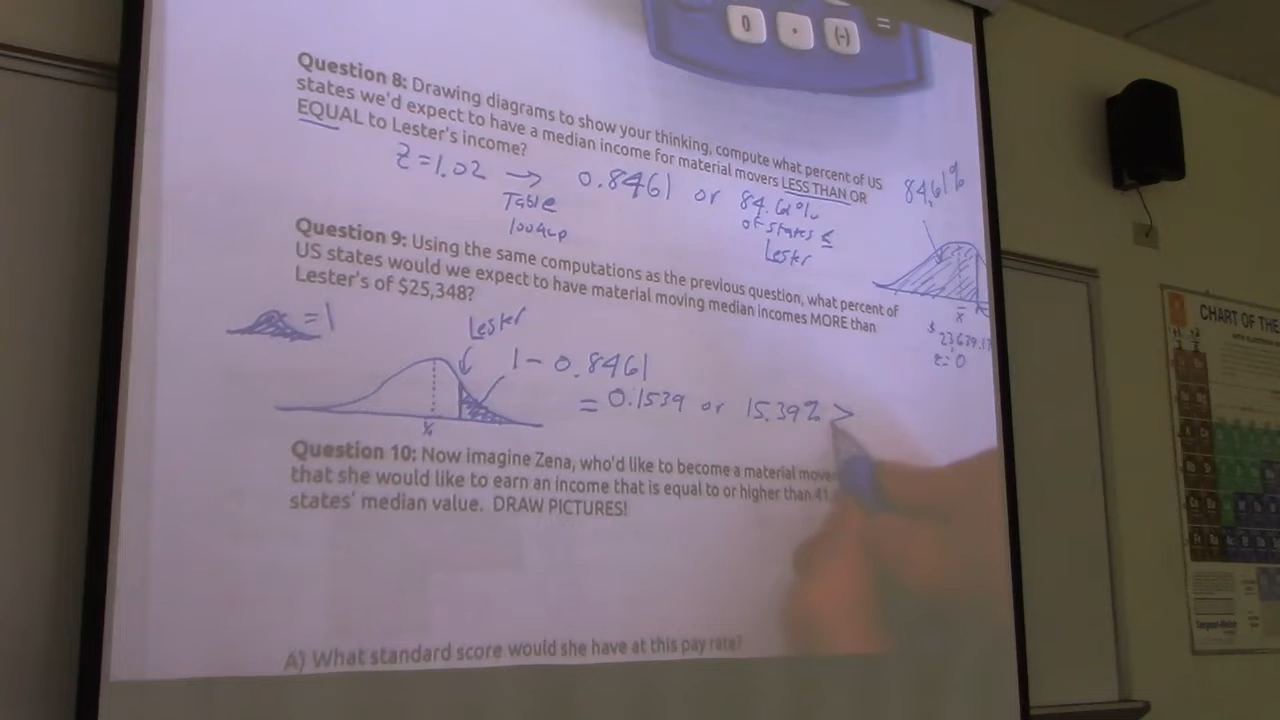 0 . (-) =
Question 8: Drawing diagrams to show your thinking, compute what percent of US
states we'd expect to have a median income for material movers LESS THAN OR
EQUAL to Lester's income?
z = 1.02 → 0.8461 or 84.61%
Table
lookup
of states ≤
Lester
84.61%
Question 9: Using the same computations as the previous question, what percent of
US states would we expect to have material moving median incomes MORE than
Lester's of $25,348?
x̄
z=0
=1
Lester
1 - 0.8461
= 0.1539 or 15.39% >
x̄
Question 10: Now imagine Zena, who'd like to become a material
that she would like to earn an income that is equal to or higher than
states' median value. DRAW PICTURES!
A) What standard score would she have at this pay rate?
CHART OF THE